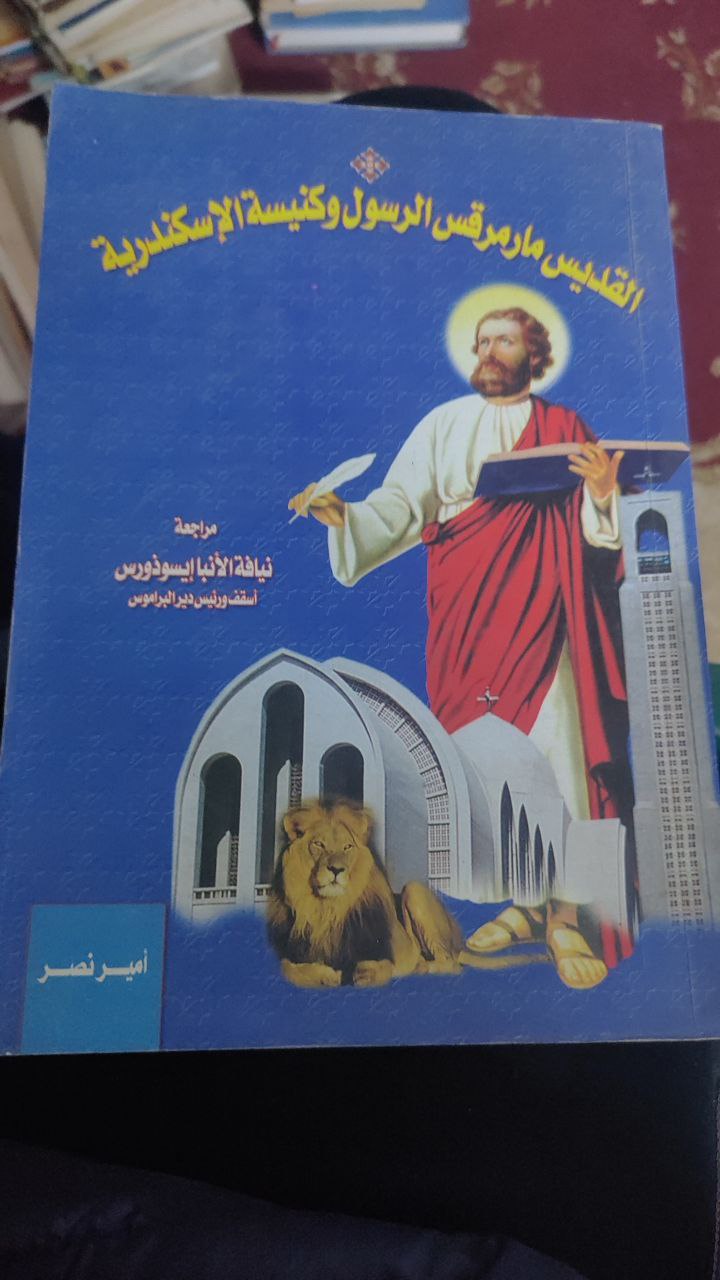 القديس مارمرقس الرسول وكنيسة الإسكندرية
مراجعة
نيافة الأنبا إيسوذورس
أسقف ورئيس دير البراموس
أمير نصر